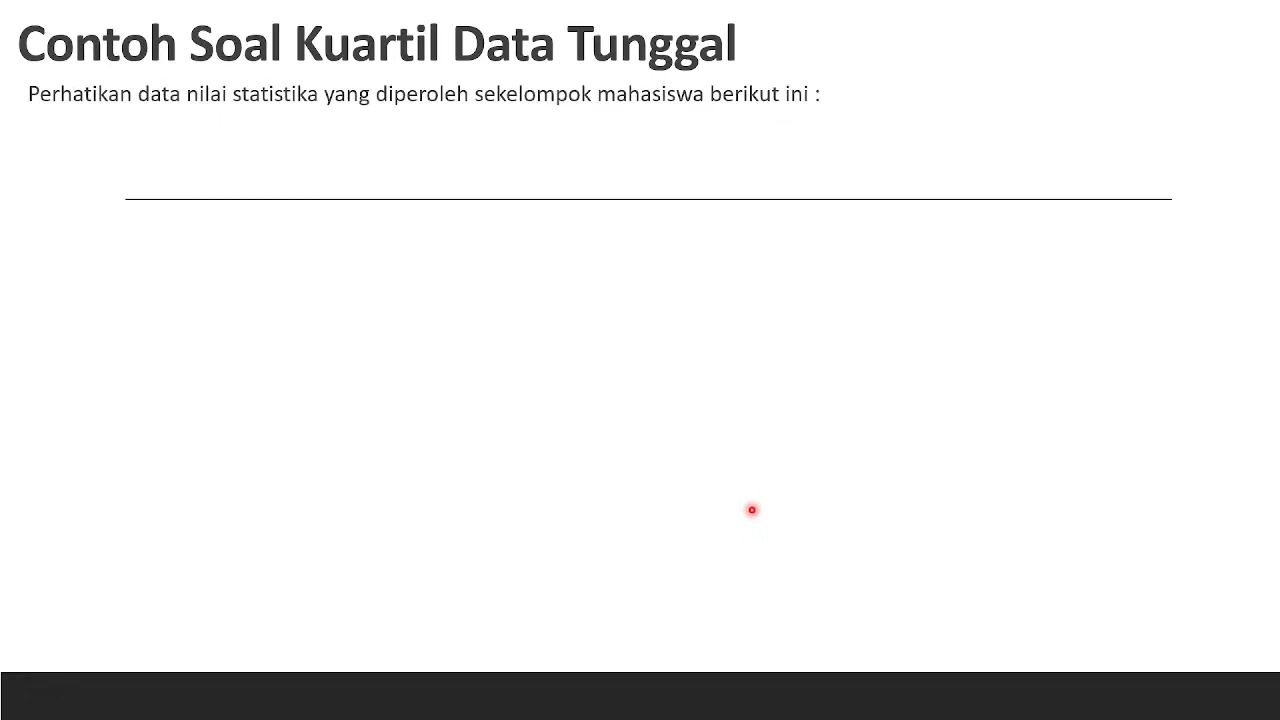 Contoh Soal Kuartil Data Tunggal
Perhatikan data nilai statistika yang diperoleh sekelompok mahasiswa berikut ini :